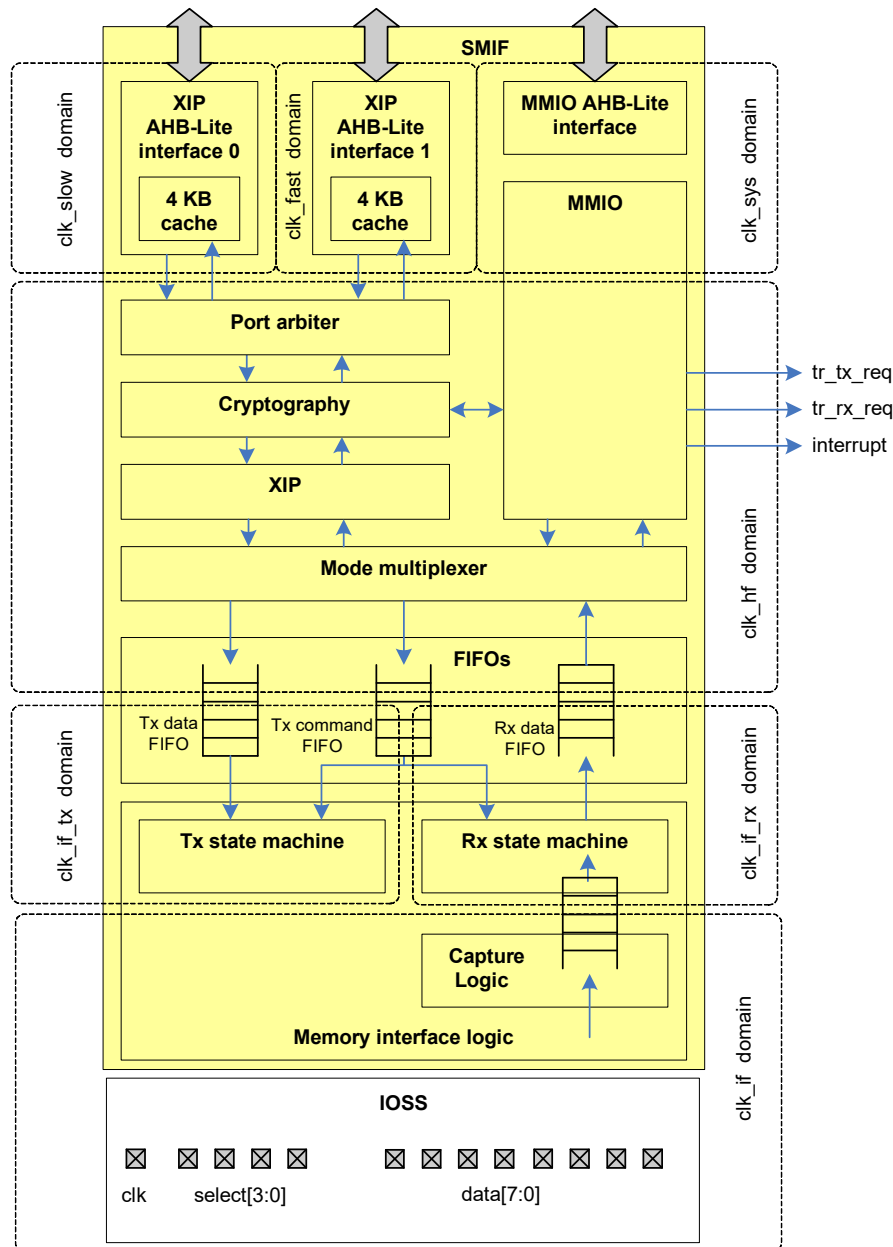 SMIF
XIP
AHB-Lite
interface 0
4 KB
cache
XIP
AHB-Lite
interface 1
4 KB
cache
MMIO AHB-Lite
interface
MMIO
clk_slow domain
clk_fast domain
clk_sys domain
Port arbiter
Cryptography
XIP
Mode multiplexer
tr_tx_req
tr_rx_req
interrupt
clk_hf domain
FIFOs
Tx data
FIFO
Tx command
FIFO
Rx data
FIFO
clk_if_tx domain
clk_if_rx domain
Tx state machine
Rx state machine
Capture
Logic
Memory interface logic
clk_if domain
IOSS
clk
select[3:0]
data[7:0]